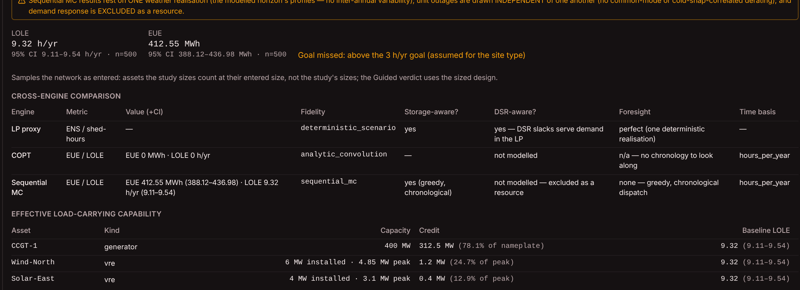 Sequential MC results rest on ONE weather realisation (the modelled horizon's profiles — no inter-annual variability), unit outages are drawn INDEPENDENT of one another (no common-mode or cold-snap-correlated derating), and
demand response is EXCLUDED as a resource.
LOLE EUE
9.32 h/yr 412.55 MWh
95% CI 9.11–9.54 h/yr · n=500 95% CI 388.12–436.98 MWh · n=500 Goal missed: above the 3 h/yr goal (assumed for the site type)
Samples the network as entered: assets the study sizes count at their entered size, not the study's sizes; the Guided verdict uses the sized design.
CROSS-ENGINE COMPARISON
Engine Metric Value (+CI) Fidelity Storage-aware? DSR-aware? Foresight Time basis
LP proxy ENS / shed-hours — deterministic_scenario yes yes — DSR slacks serve demand in the LP perfect (one deterministic realisation) —
COPT EUE / LOLE EUE 0 MWh · LOLE 0 h/yr analytic_convolution — not modelled n/a — no chronology to look along hours_per_year
Sequential MC EUE / LOLE EUE 412.55 MWh (388.12–436.98) · LOLE 9.32 h/yr (9.11–9.54) sequential_mc yes (greedy, chronological) not modelled — excluded as a resource none — greedy, chronological dispatch hours_per_year
EFFECTIVE LOAD-CARRYING CAPABILITY
Asset Kind Capacity Credit Baseline LOLE
CCGT-1 generator 400 MW 312.5 MW (78.1% of nameplate) 9.32 (9.11–9.54)
Wind-North vre 6 MW installed · 4.85 MW peak 1.2 MW (24.7% of peak) 9.32 (9.11–9.54)
Solar-East vre 4 MW installed · 3.1 MW peak 0.4 MW (12.9% of peak) 9.32 (9.11–9.54)